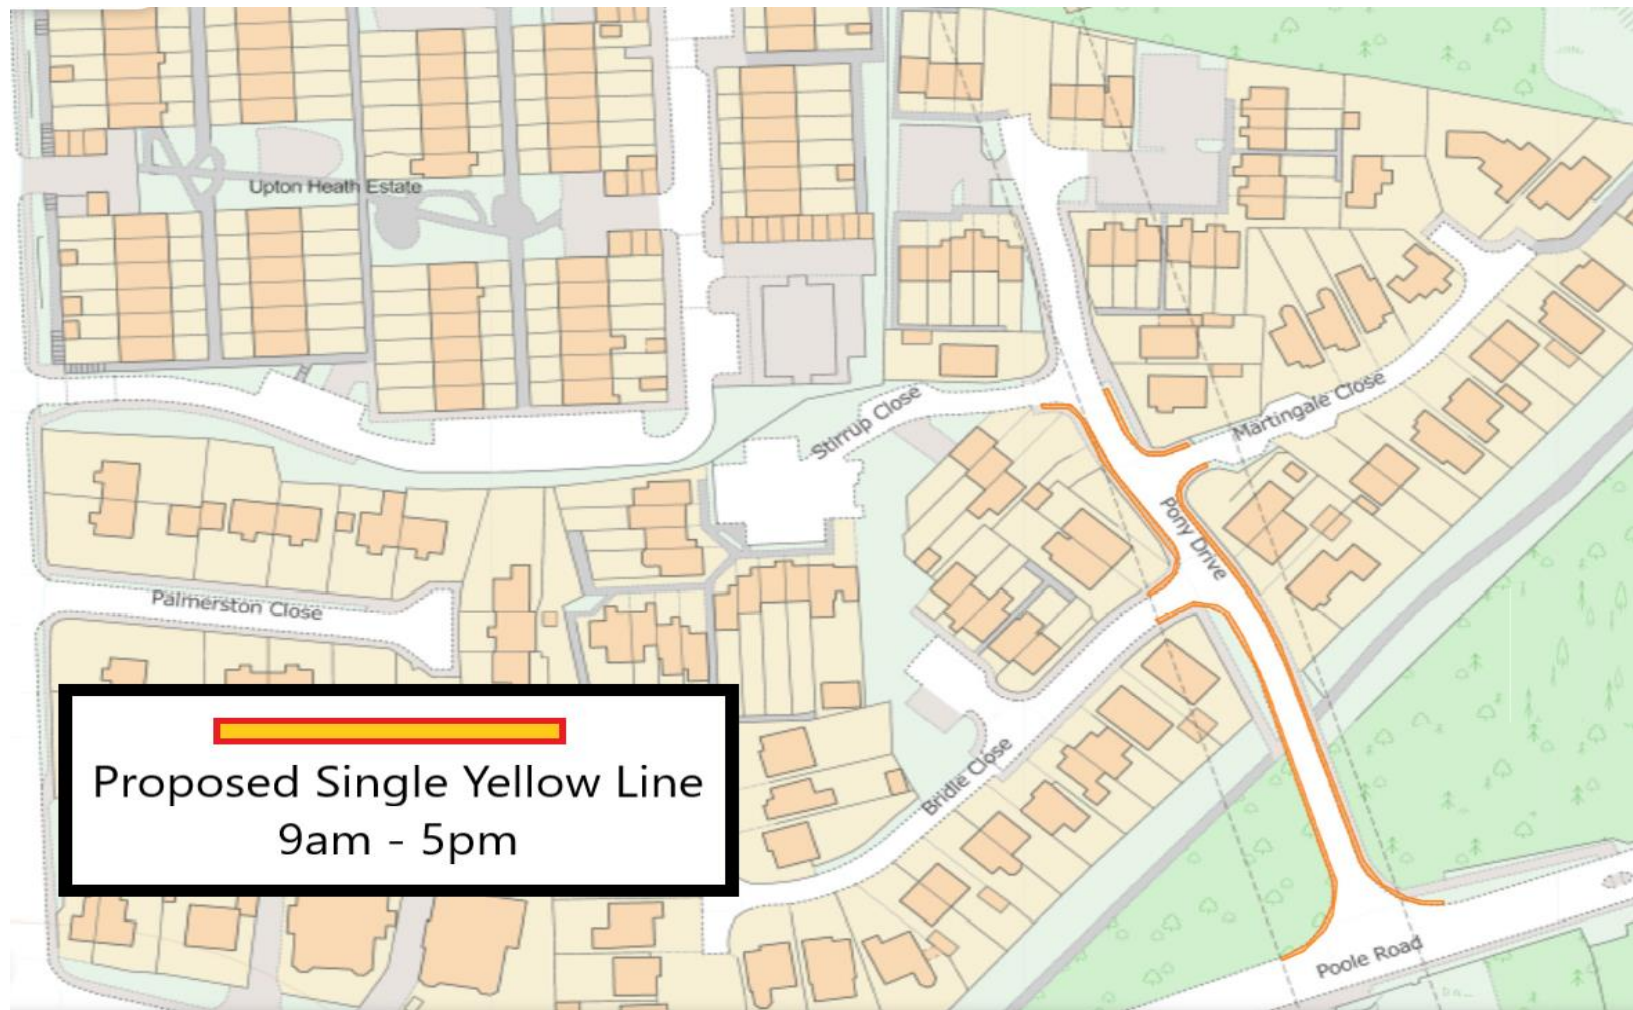 Upton Heath Estate
Stirrup Close
Martingale Close
Pony Drive
Palmerston Close
Bridle Close
Poole Road
Proposed Single Yellow Line
9am - 5pm